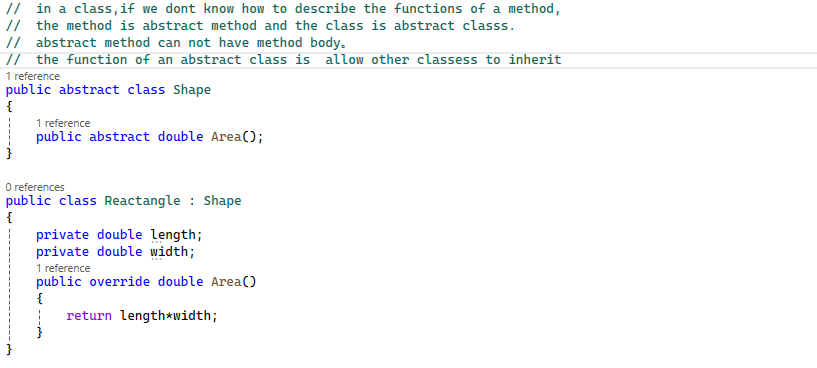 //  in a class,if we dont know how to describe the functions of a method,
//  the method is abstract method and the class is abstract classs.
//  abstract method can not have method body。
//  the function of an abstract class is  allow other classess to inherit
1 reference
public abstract class Shape
{
1 reference
public abstract double Area();
}
0 references
public class Reactangle : Shape
{
private double length;
private double width;
1 reference
public override double Area()
{
return length*width;
}
}